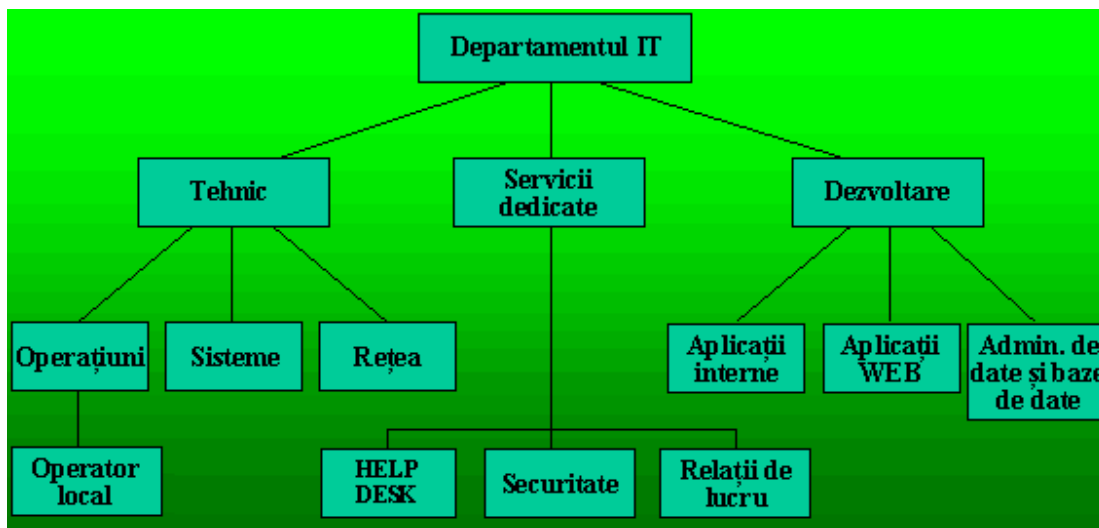 Departamentul IT
Tehnic
Servicii
dedicate
Dezvoltare
Operațiuni
Sisteme
Rețea
Aplicații
interne
Aplicații
WEB
Admin. de
date și baze
de date
Operator
local
HELP
DESK
Securitate
Relații de
lucru